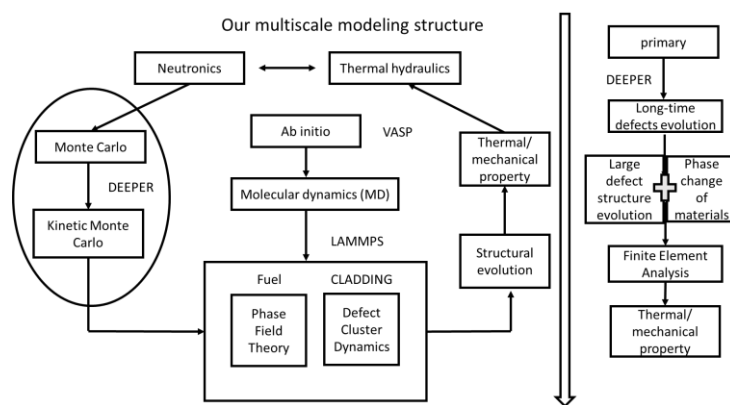 Our multiscale modeling structure
Neutronics
Thermal hydraulics
Monte Carlo
DEEPER
Kinetic Monte
Carlo
Ab initio
VASP
Molecular dynamics (MD)
LAMMPS
Fuel
CLADDING
Phase
Field
Theory
Defect
Cluster
Dynamics
Thermal/
mechanical
property
Structural
evolution
primary
DEEPER
Long-time
defects evolution
Large
defect
structure
evolution
Phase
change
of
materials
Finite Element
Analysis
Thermal/
mechanical
property